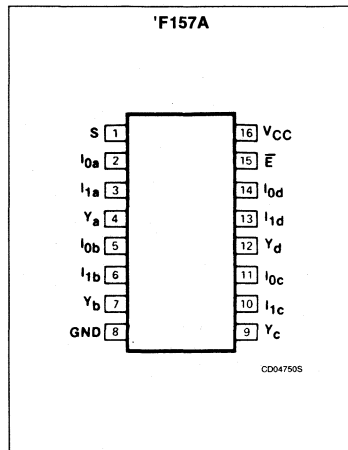 'F157A
S 1 16 VCC
I0a 2 15 E̅
I1a 3 14 I0d
Ya 4 13 I1d
I0b 5 12 Yd
I1b 6 11 I0c
Yb 7 10 I1c
GND 8 9 Yc
CD04750S